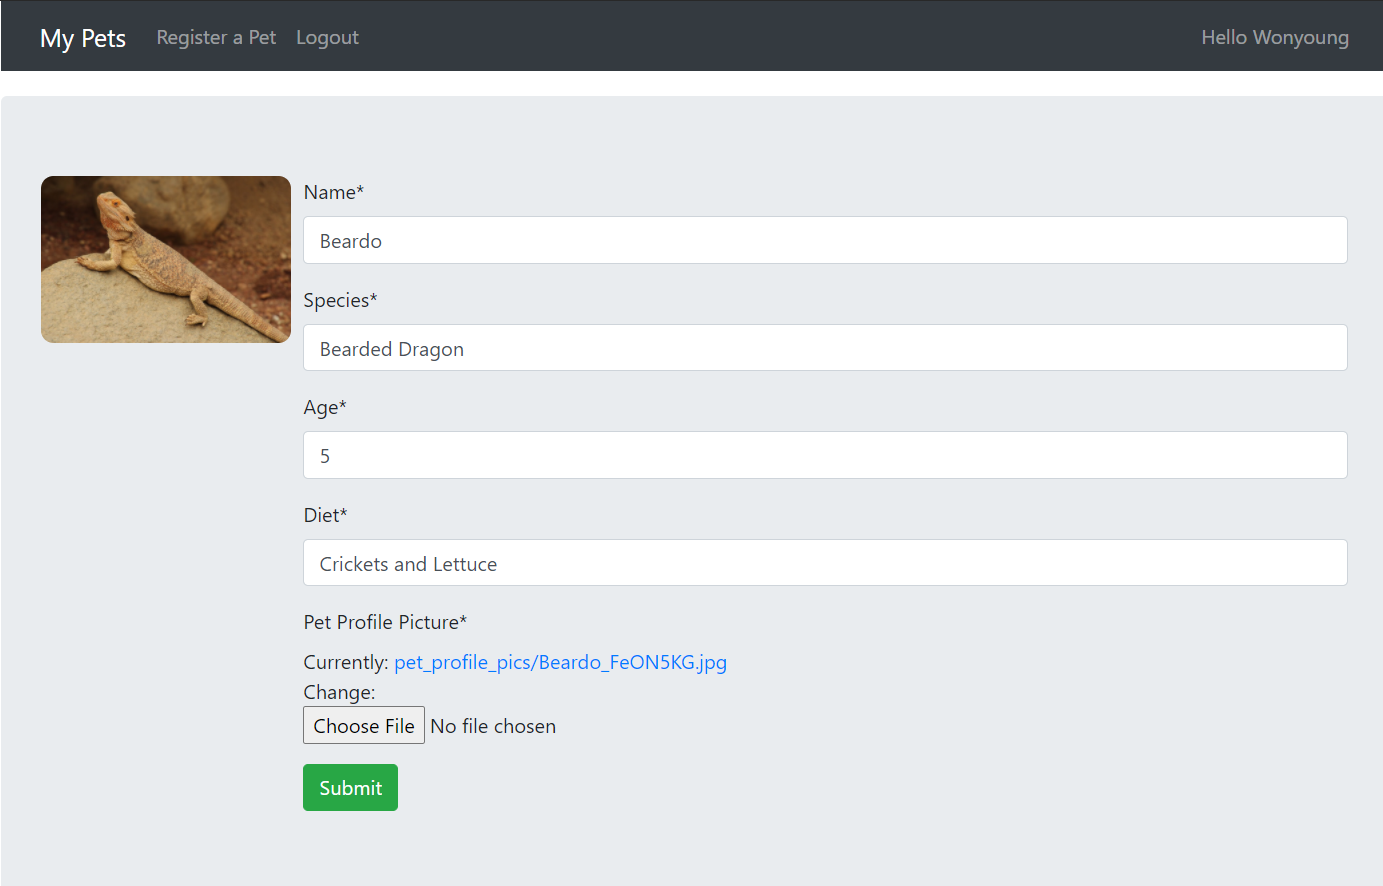 My Pets Register a Pet Logout Hello Wonyoung
Name*
Beardo
Species*
Bearded Dragon
Age*
5
Diet*
Crickets and Lettuce
Pet Profile Picture*
Currently: pet_profile_pics/Beardo_FeON5KG.jpg
Change:
Choose File No file chosen
Submit